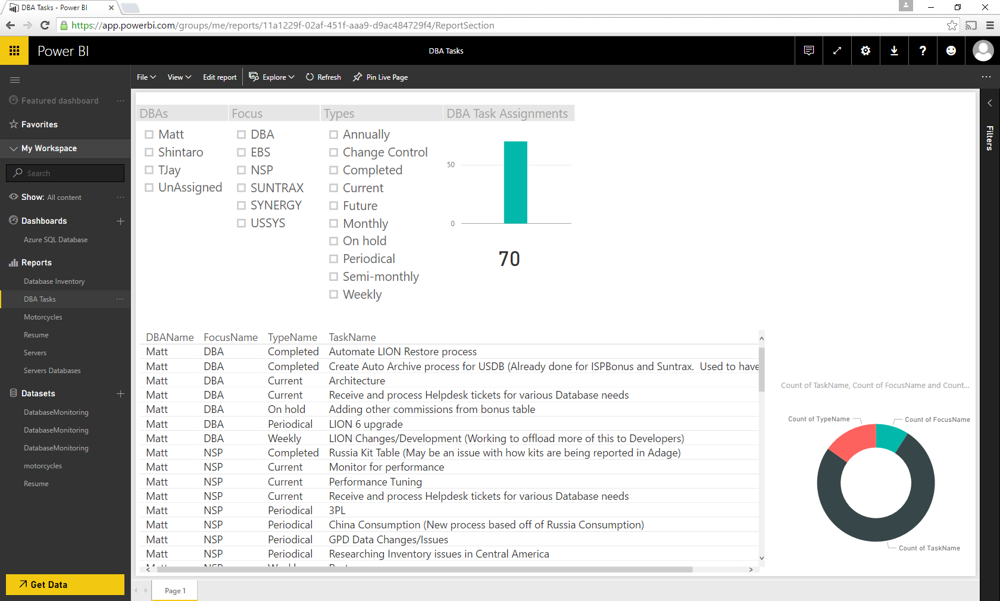 DBA Tasks - Power BI
https://app.powerbi.com/groups/me/reports/11a1229f-02af-451f-aaa9-d9ac484729f4/ReportSection
Power BI
DBA Tasks
File View Edit report Explore Refresh Pin Live Page
Featured dashboard
Favorites
My Workspace
Search
Show: All content
Dashboards
Azure SQL Database
Reports
Database Inventory
DBA Tasks
Motorcycles
Resume
Servers
Servers Databases
Datasets
DatabaseMonitoring
DatabaseMonitoring
DatabaseMonitoring
motorcycles
Resume
Get Data
DBAs
Matt
Shintaro
TJay
UnAssigned
Focus
DBA
EBS
NSP
SUNTRAX
SYNERGY
USSYS
Types
Annually
Change Control
Completed
Current
Future
Monthly
On hold
Periodical
Semi-monthly
Weekly
DBA Task Assignments
50
0
70
DBAName FocusName TypeName TaskName
Matt DBA Completed Automate LION Restore process
Matt DBA Completed Create Auto Archive process for USDB (Already done for ISPBonus and Suntrax. Used to have
Matt DBA Current Architecture
Matt DBA Current Receive and process Helpdesk tickets for various Database needs
Matt DBA On hold Adding other commissions from bonus table
Matt DBA Periodical LION 6 upgrade
Matt DBA Weekly LION Changes/Development (Working to offload more of this to Developers)
Matt NSP Completed Russia Kit Table (May be an issue with how kits are being reported in Adage)
Matt NSP Current Monitor for performance
Matt NSP Current Performance Tuning
Matt NSP Current Receive and process Helpdesk tickets for various Database needs
Matt NSP Periodical 3PL
Matt NSP Periodical China Consumption (New process based off of Russia Consumption)
Matt NSP Periodical GPD Data Changes/Issues
Matt NSP Periodical Researching Inventory issues in Central America
Count of TaskName, Count of FocusName and Count...
Count of TypeName
Count of FocusName
Count of TaskName
Filters
Page 1